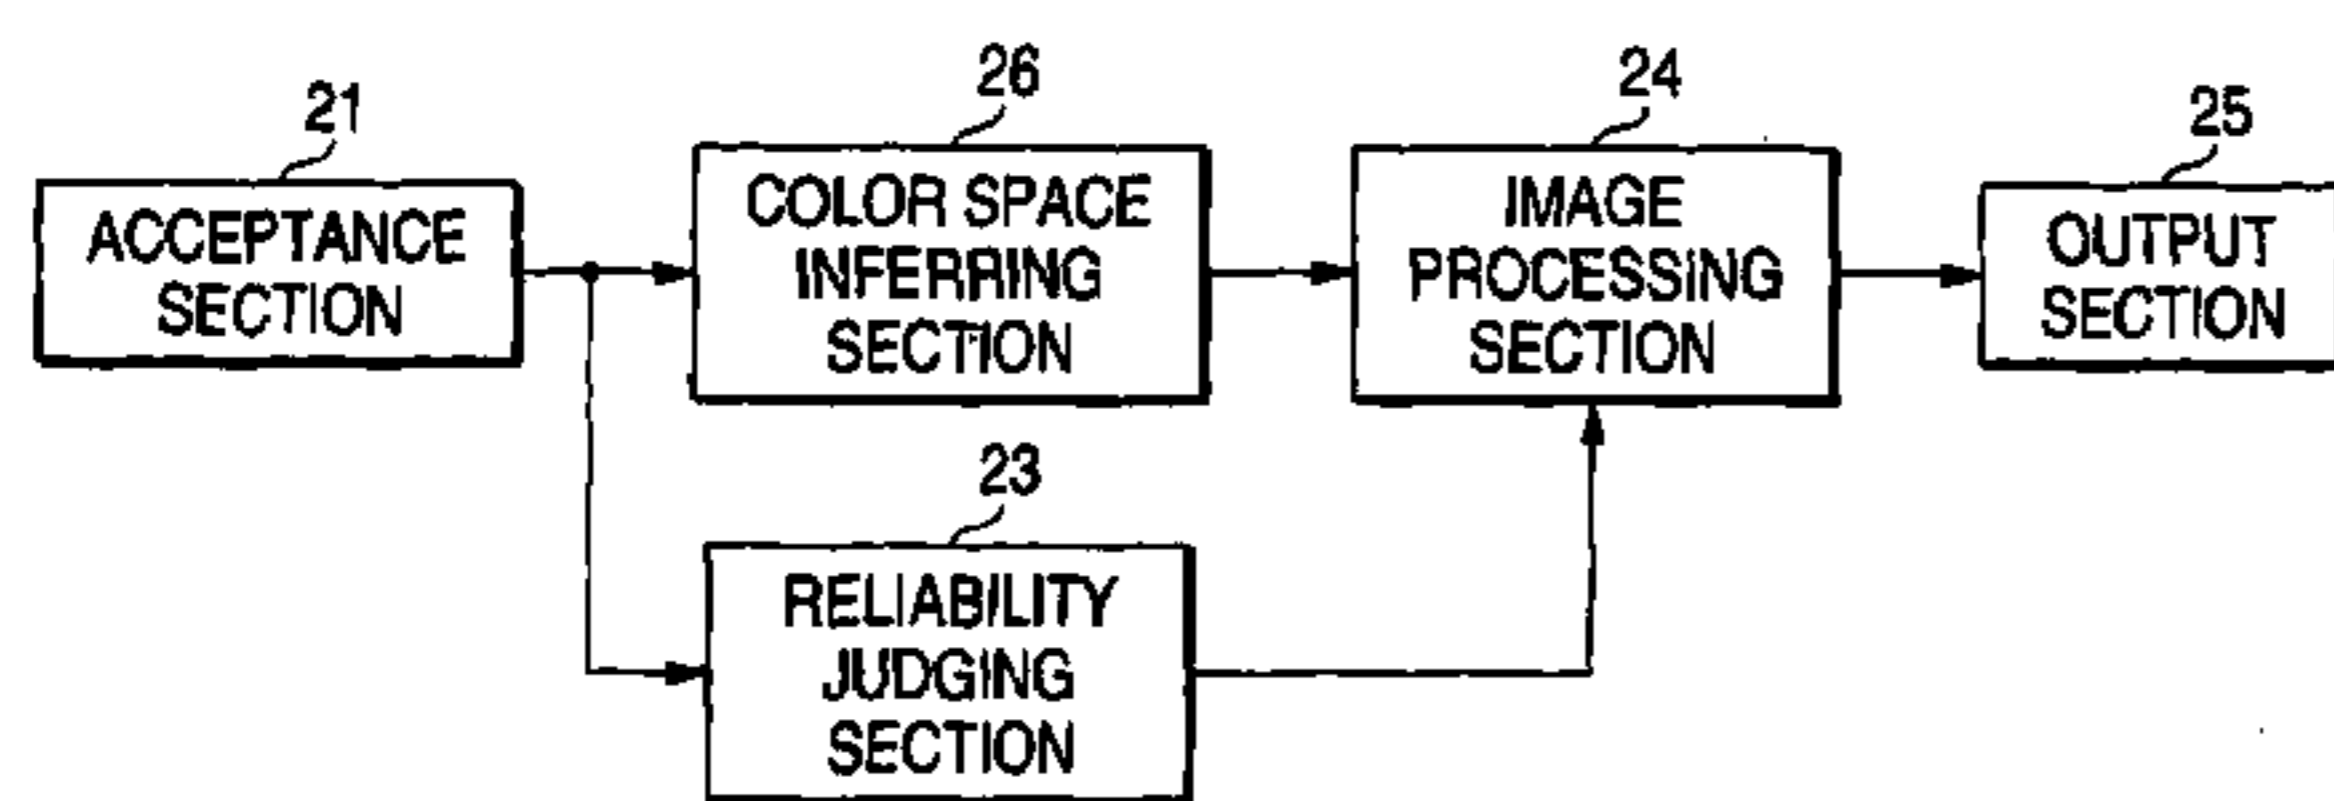 21
ACCEPTANCE
SECTION
26
COLOR SPACE
INFERRING
SECTION
24
IMAGE
PROCESSING
SECTION
25
OUTPUT
SECTION
23
RELIABILITY
JUDGING
SECTION